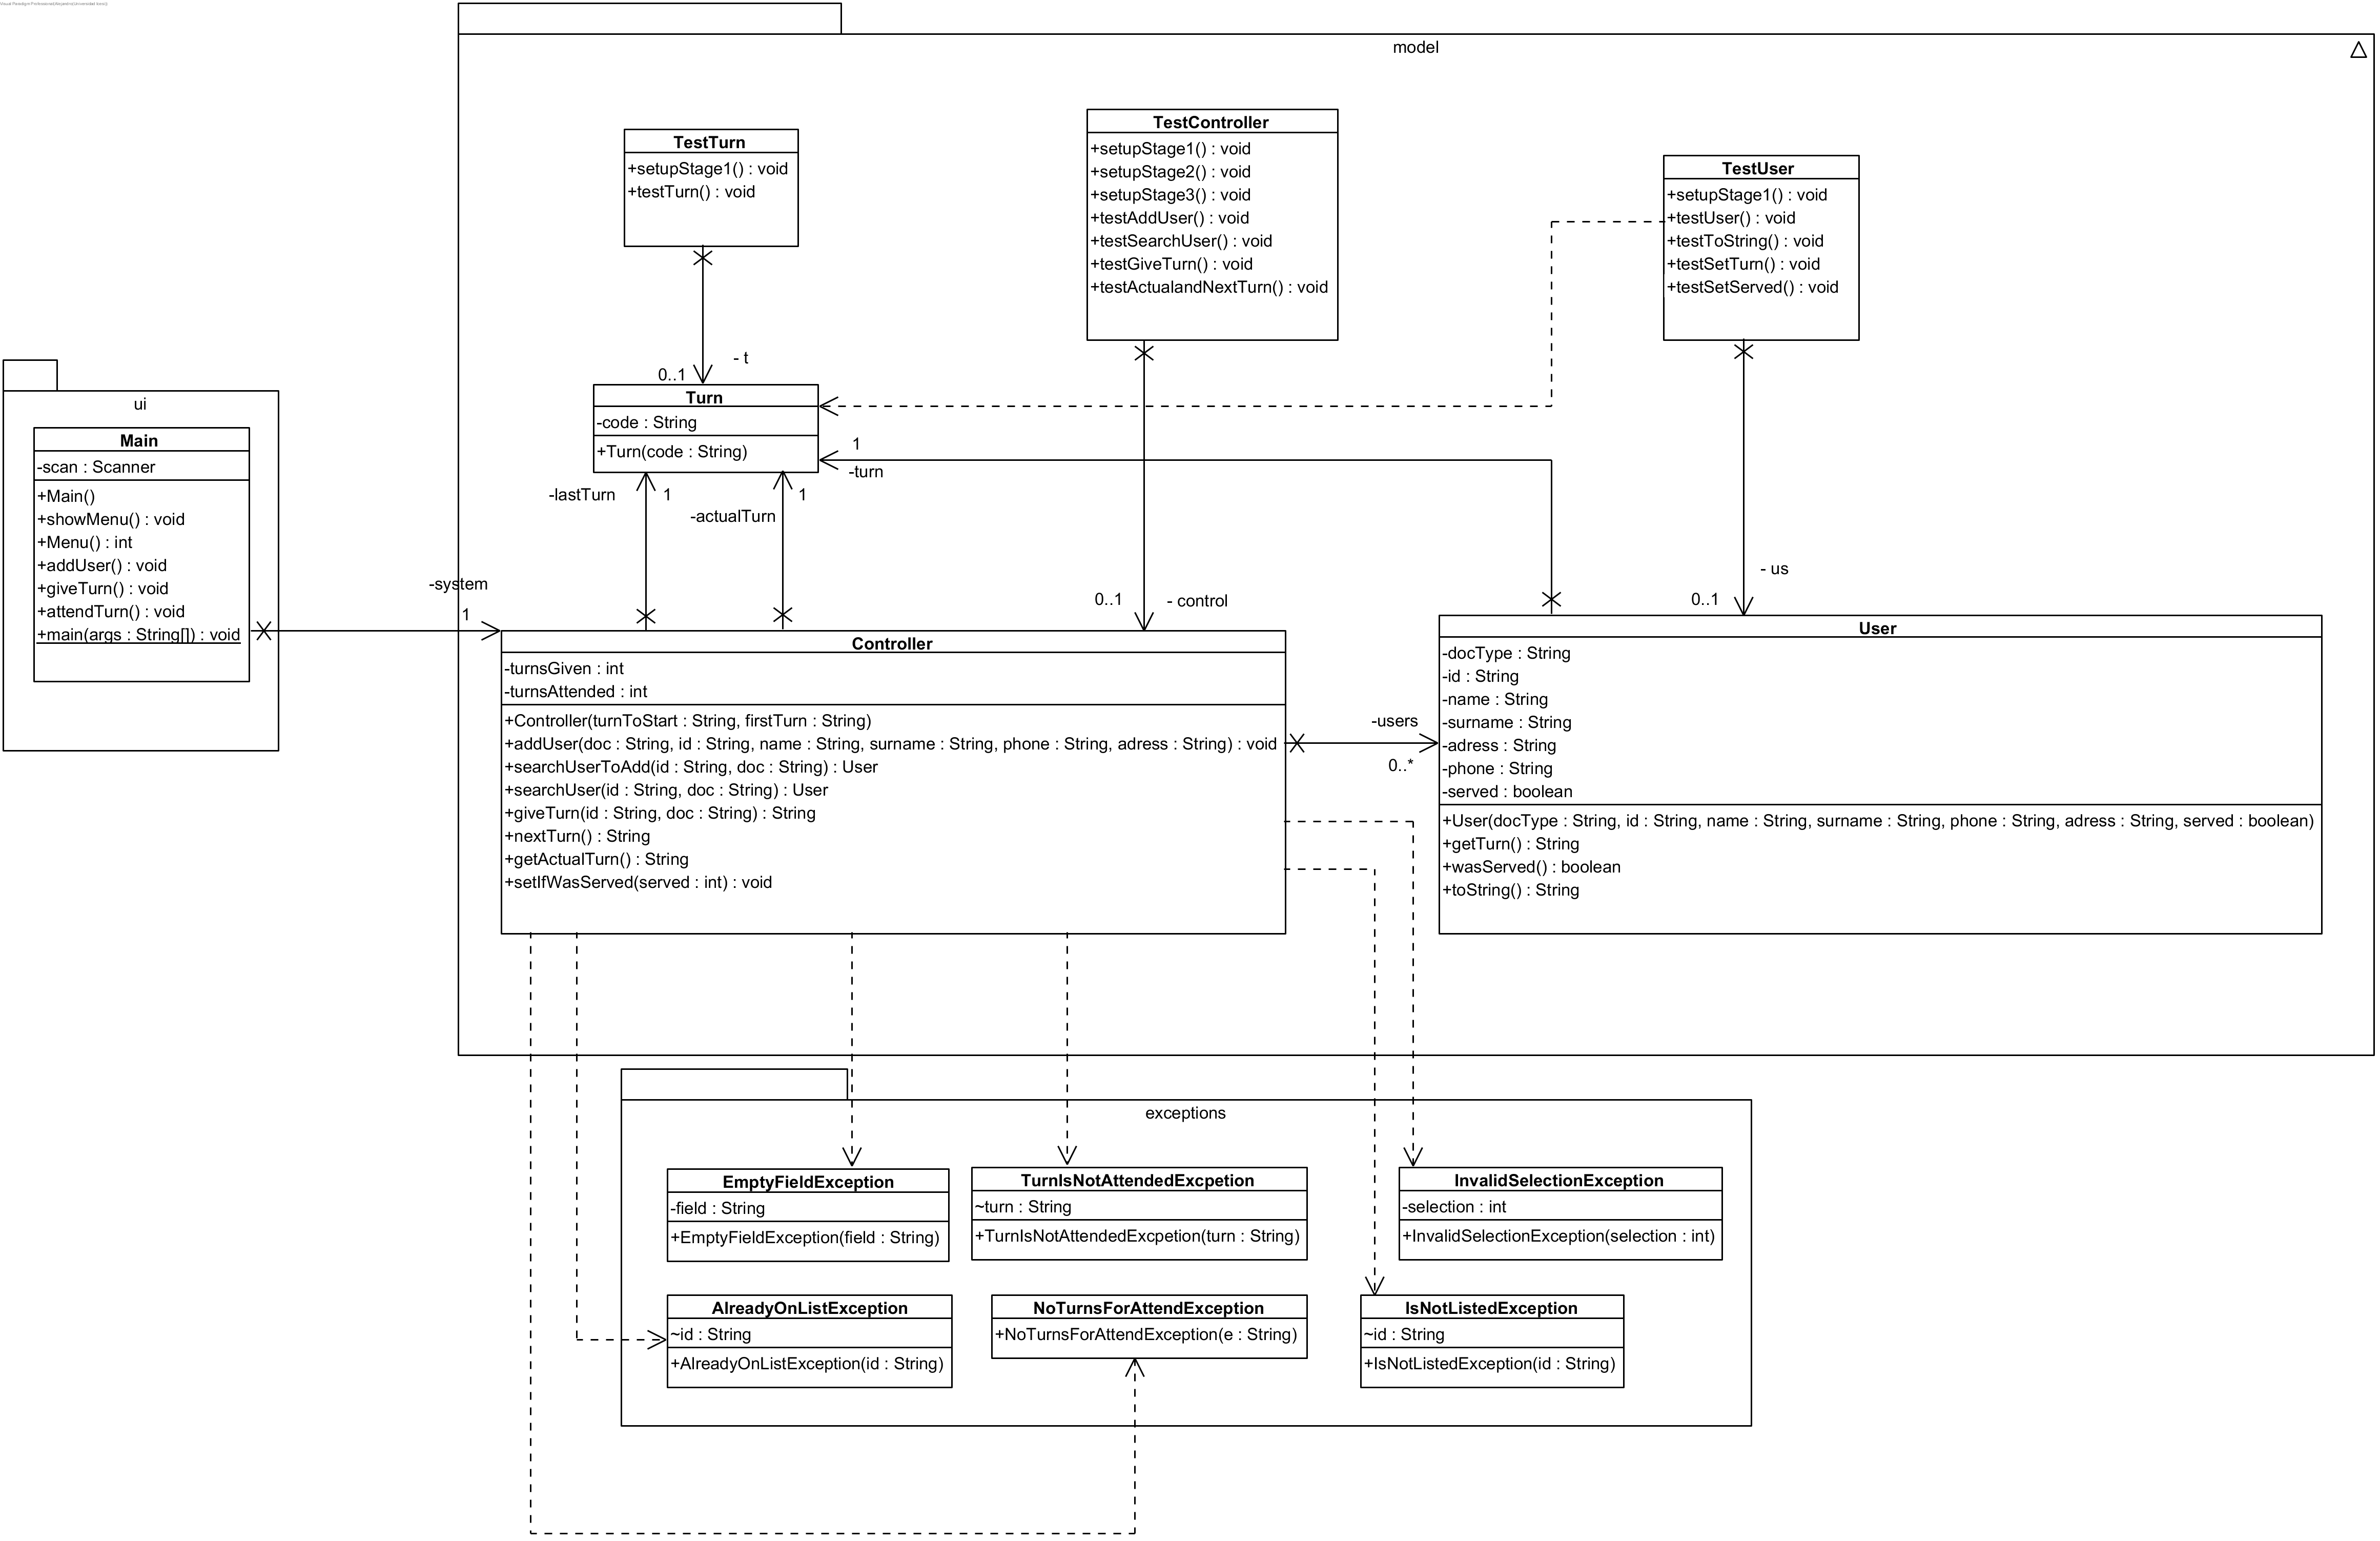 model
TestTurn
+setupStage1() : void
+testTurn() : void
TestController
+setupStage1() : void
+setupStage2() : void
+setupStage3() : void
+testAddUser() : void
+testSearchUser() : void
+testGiveTurn() : void
+testActualandNextTurn() : void
TestUser
+setupStage1() : void
+testUser() : void
+testToString() : void
+testSetTurn() : void
+testSetServed() : void
- t
0..1
Turn
-code : String
+Turn(code : String)
1
-turn
-lastTurn
1
-actualTurn
1
ui
Main
-scan : Scanner
+Main()
+showMenu() : void
+Menu() : int
+addUser() : void
+giveTurn() : void
+attendTurn() : void
+main(args : String[]) : void
-system
1
0..1
- control
- us
0..1
Controller
-turnsGiven : int
-turnsAttended : int
+Controller(turnToStart : String, firstTurn : String)
+addUser(doc : String, id : String, name : String, surname : String, phone : String, adress : String) : void
+searchUserToAdd(id : String, doc : String) : User
+searchUser(id : String, doc : String) : User
+giveTurn(id : String, doc : String) : String
+nextTurn() : String
+getActualTurn() : String
+setIfWasServed(served : int) : void
-users
0..*
User
-docType : String
-id : String
-name : String
-surname : String
-adress : String
-phone : String
-served : boolean
+User(docType : String, id : String, name : String, surname : String, phone : String, adress : String, served : boolean)
+getTurn() : String
+wasServed() : boolean
+toString() : String
exceptions
EmptyFieldException
-field : String
+EmptyFieldException(field : String)
TurnIsNotAttendedExcpetion
~turn : String
+TurnIsNotAttendedExcpetion(turn : String)
InvalidSelectionException
-selection : int
+InvalidSelectionException(selection : int)
AlreadyOnListException
~id : String
+AlreadyOnListException(id : String)
NoTurnsForAttendException
+NoTurnsForAttendException(e : String)
IsNotListedException
~id : String
+IsNotListedException(id : String)